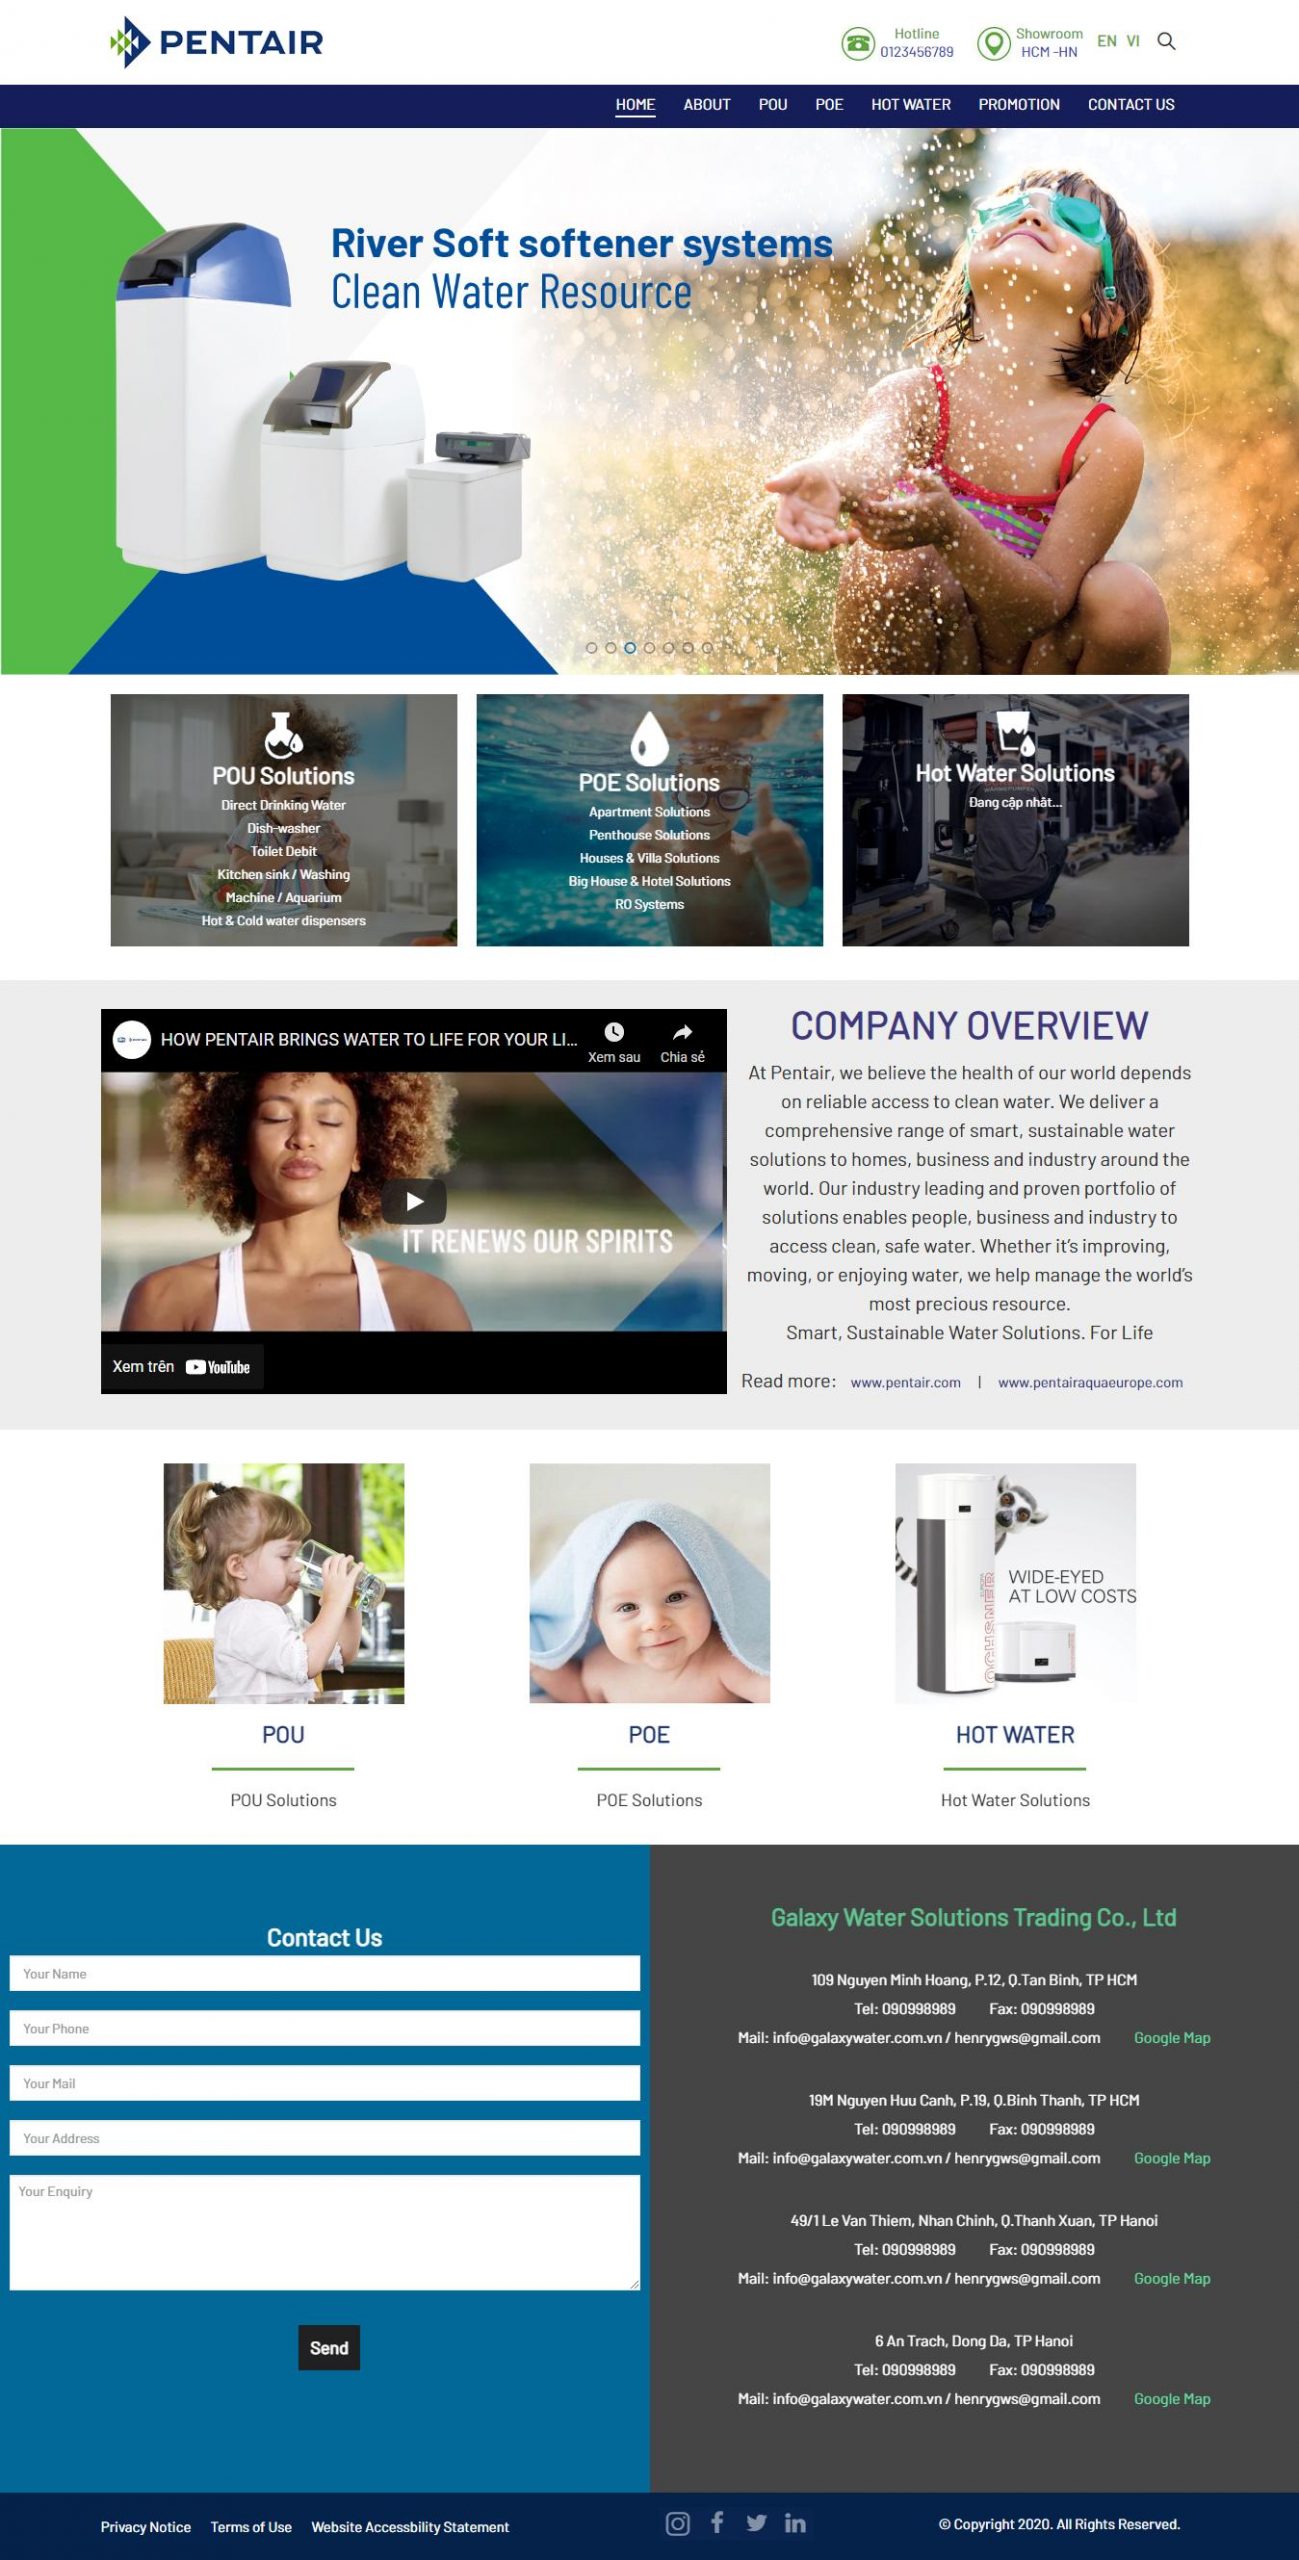 PENTAIR
Hotline
0123456789
Showroom
HCM -HN
EN VI
HOME ABOUT POU POE HOT WATER PROMOTION CONTACT US
River Soft softener systems
Clean Water Resource
POU Solutions
Direct Drinking Water
Dish-washer
Toilet Debit
Kitchen sink / Washing
Machine / Aquarium
Hot & Cold water dispensers
POE Solutions
Apartment Solutions
Penthouse Solutions
Houses & Villa Solutions
Big House & Hotel Solutions
RO Systems
Hot Water Solutions
Đang cập nhật...
HOW PENTAIR BRINGS WATER TO LIFE FOR YOUR LI...
Xem sau
Chia sẻ
IT RENEWS OUR SPIRITS
Xem trên YouTube
COMPANY OVERVIEW
At Pentair, we believe the health of our world depends
on reliable access to clean water. We deliver a
comprehensive range of smart, sustainable water
solutions to homes, business and industry around the
world. Our industry leading and proven portfolio of
solutions enables people, business and industry to
access clean, safe water. Whether it's improving,
moving, or enjoying water, we help manage the world's
most precious resource.
Smart, Sustainable Water Solutions. For Life
Read more: www.pentair.com | www.pentairaquaeurope.com
WIDE-EYED
AT LOW COSTS
OCHSNER
POU
POU Solutions
POE
POE Solutions
HOT WATER
Hot Water Solutions
Contact Us
Your Name
Your Phone
Your Mail
Your Address
Your Enquiry
Send
Galaxy Water Solutions Trading Co., Ltd
109 Nguyen Minh Hoang, P.12, Q.Tan Binh, TP HCM
Tel: 090998989 Fax: 090998989
Mail: info@galaxywater.com.vn / henrygws@gmail.com Google Map
19M Nguyen Huu Canh, P.19, Q.Binh Thanh, TP HCM
Tel: 090998989 Fax: 090998989
Mail: info@galaxywater.com.vn / henrygws@gmail.com Google Map
49/1 Le Van Thiem, Nhan Chinh, Q.Thanh Xuan, TP Hanoi
Tel: 090998989 Fax: 090998989
Mail: info@galaxywater.com.vn / henrygws@gmail.com Google Map
6 An Trach, Dong Da, TP Hanoi
Tel: 090998989 Fax: 090998989
Mail: info@galaxywater.com.vn / henrygws@gmail.com Google Map
Privacy Notice Terms of Use Website Accessbility Statement
© Copyright 2020. All Rights Reserved.